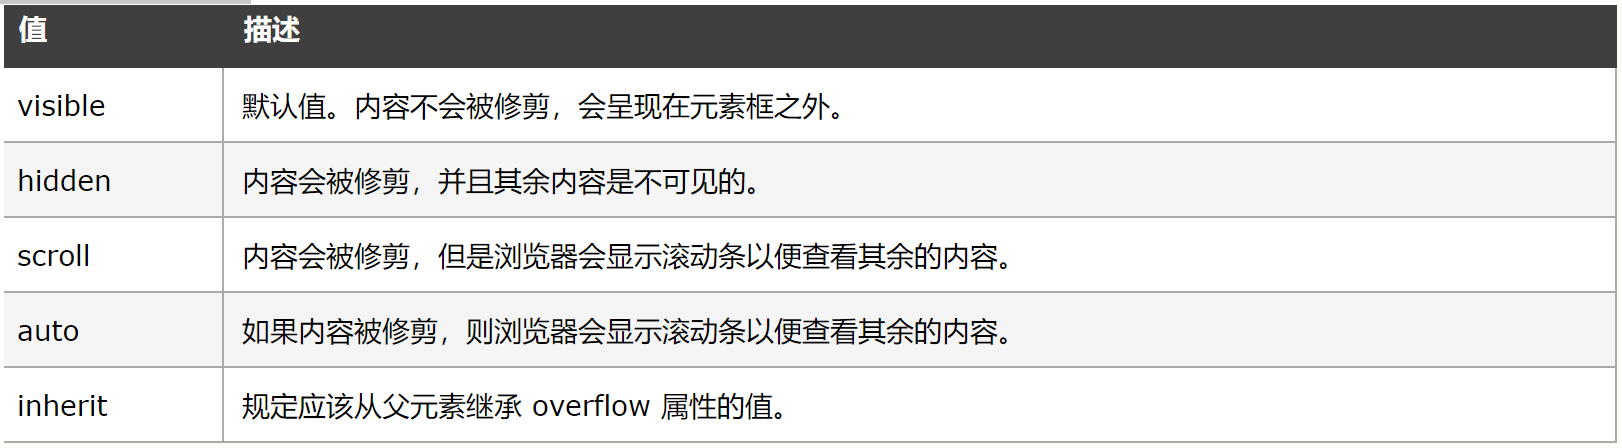 值 描述
visible 默认值。内容不会被修剪，会呈现在元素框之外。
hidden 内容会被修剪，并且其余内容是不可见的。
scroll 内容会被修剪，但是浏览器会显示滚动条以便查看其余的内容。
auto 如果内容被修剪，则浏览器会显示滚动条以便查看其余的内容。
inherit 规定应该从父元素继承 overflow 属性的值。